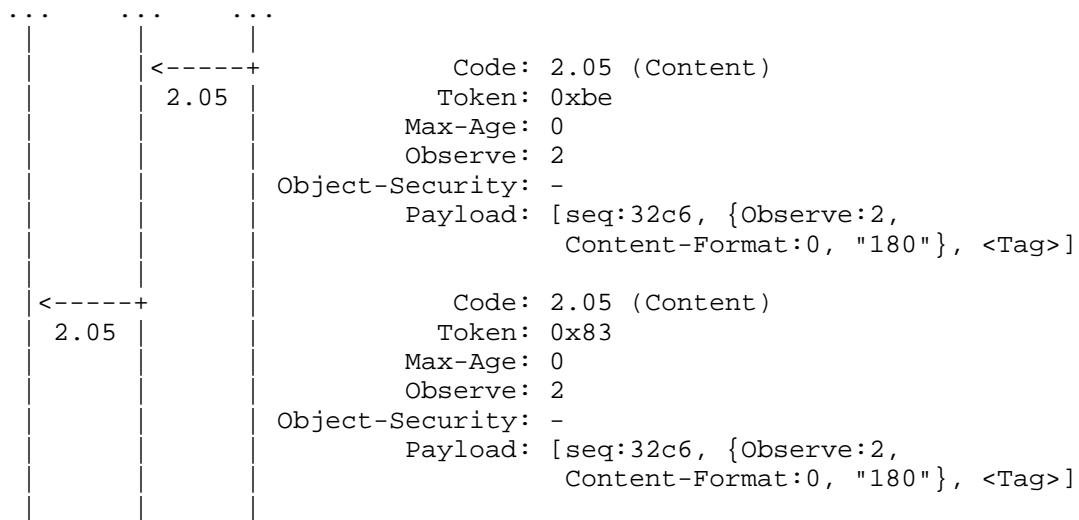 ... ... ...
<-----+ Code: 2.05 (Content)
2.05 Token: 0xbe
Max-Age: 0
Observe: 2
Object-Security: -
Payload: [seq:32c6, {Observe:2,
Content-Format:0, "180"}, <Tag>]
<-----+ Code: 2.05 (Content)
2.05 Token: 0x83
Max-Age: 0
Observe: 2
Object-Security: -
Payload: [seq:32c6, {Observe:2,
Content-Format:0, "180"}, <Tag>]